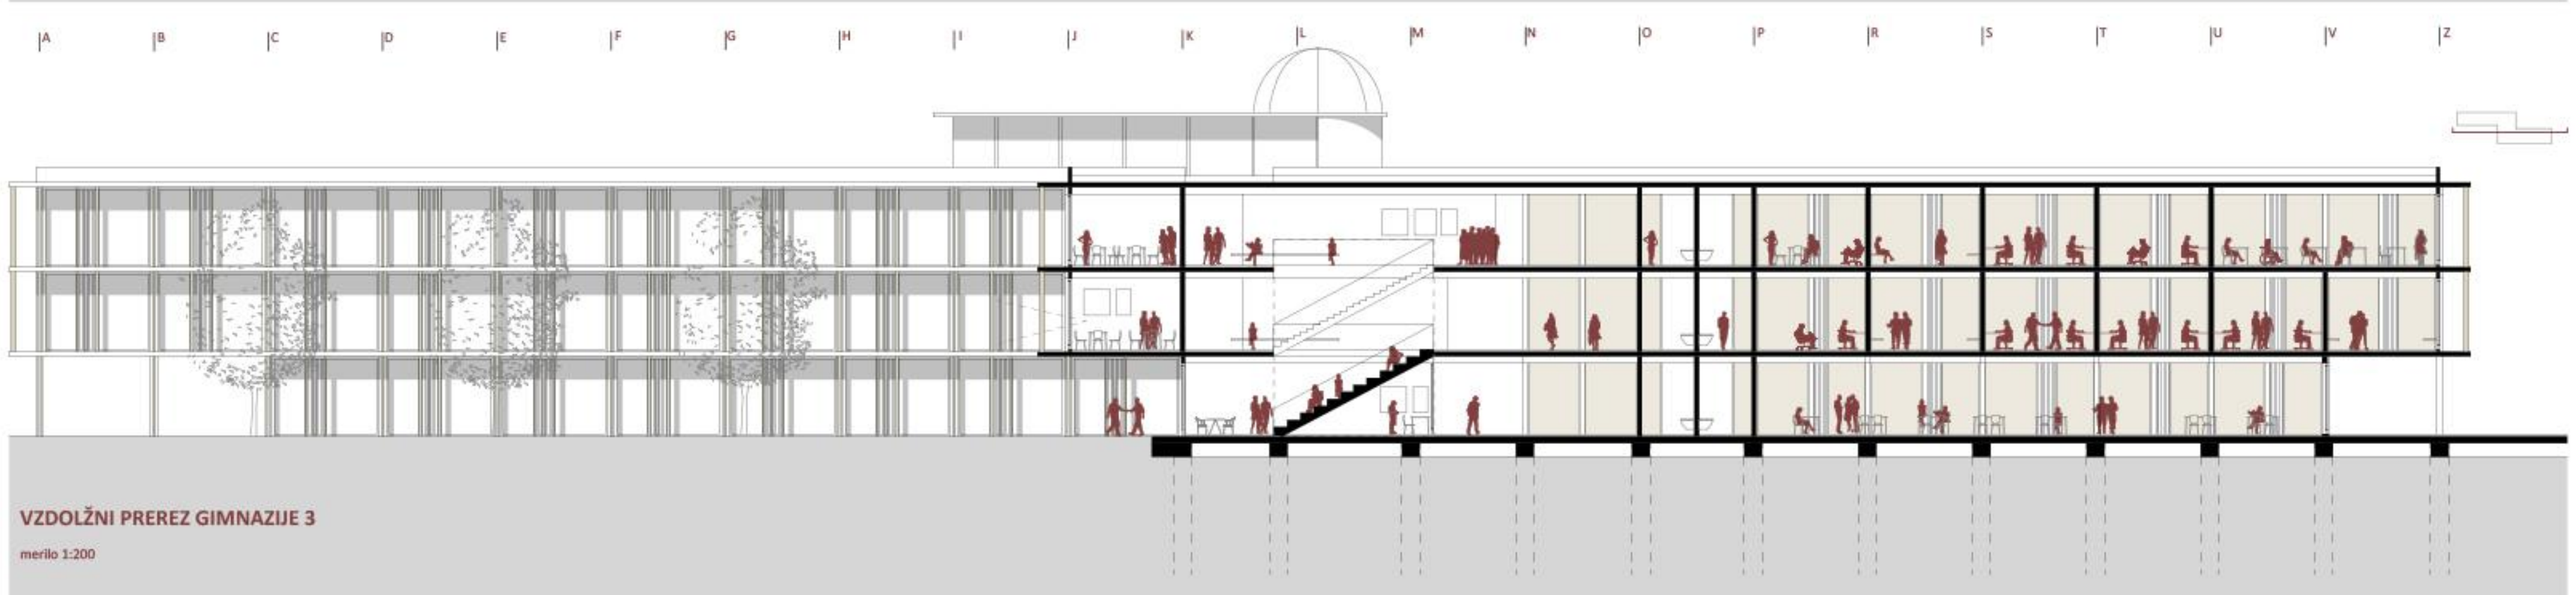 A B C D E F G H I J K L M N O P R S T U V Z
VZDOLŽNI PREREZ GIMNAZIJE 3
merilo 1:200